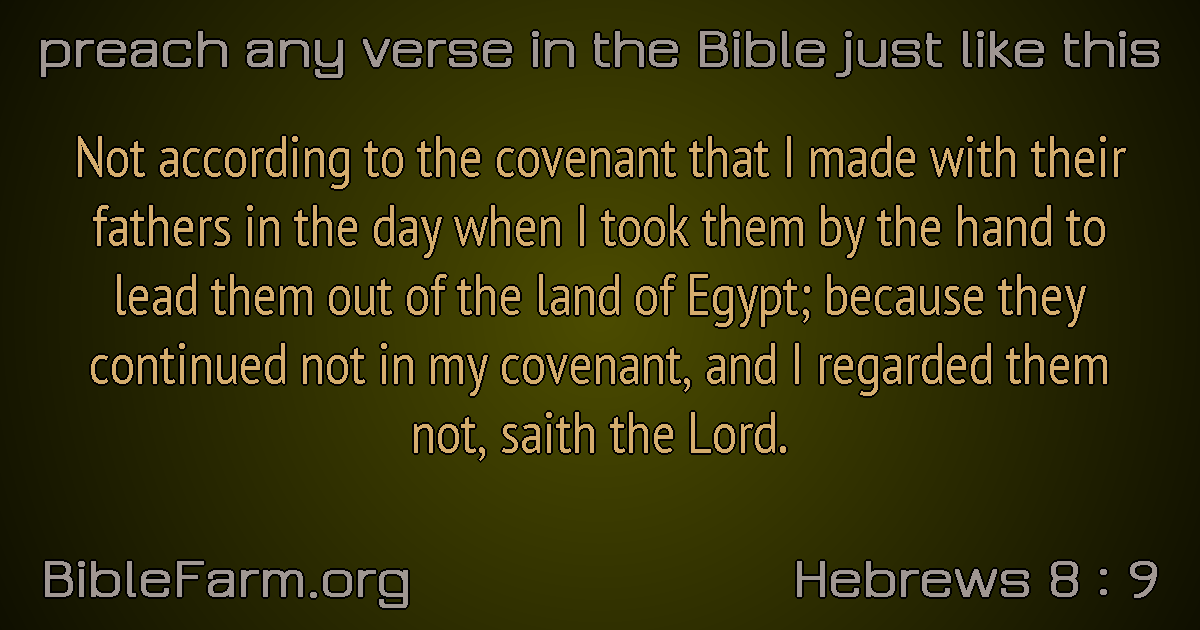 preach any verse in the Bible just like this
Not according to the covenant that I made with their
fathers in the day when I took them by the hand to
lead them out of the land of Egypt; because they
continued not in my covenant, and I regarded them
not, saith the Lord.
BibleFarm.org
Hebrews 8 : 9